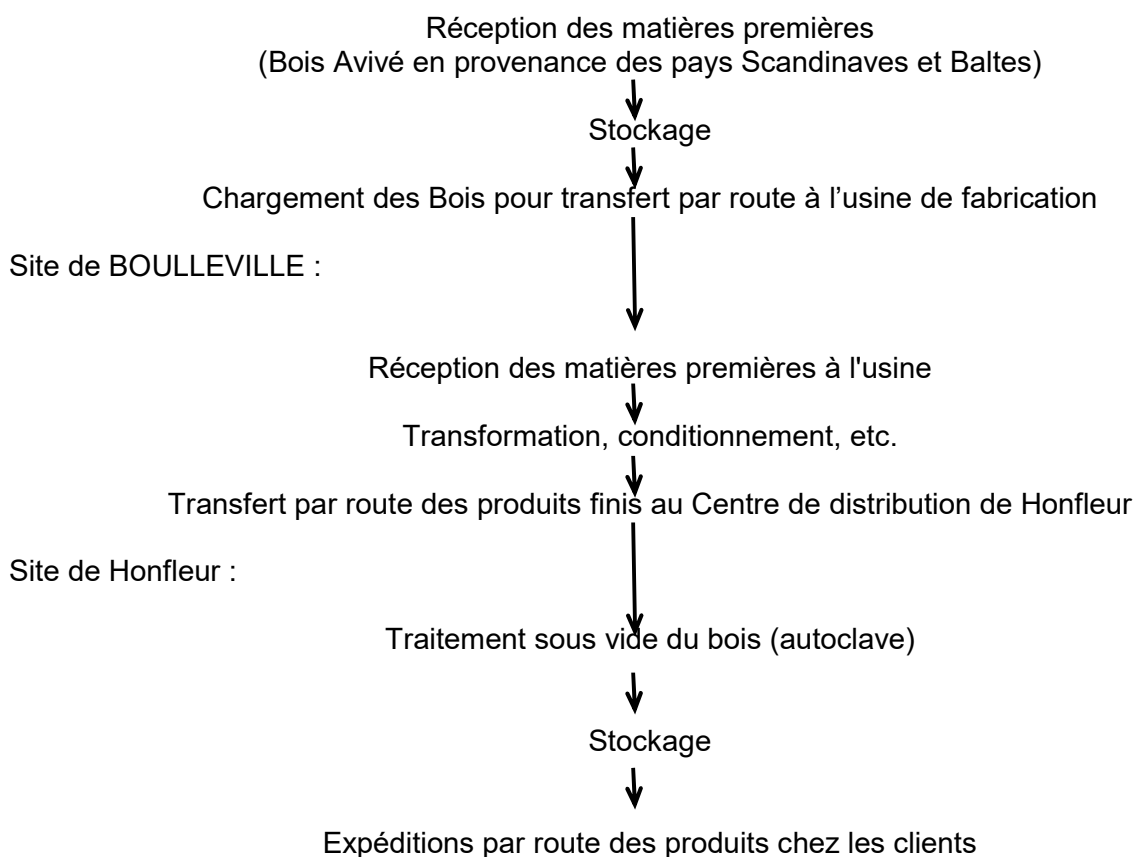 Réception des matières premières
(Bois Avivé en provenance des pays Scandinaves et Baltes)
Stockage
Chargement des Bois pour transfert par route à l’usine de fabrication
Site de BOULLEVILLE :
Réception des matières premières à l'usine
Transformation, conditionnement, etc.
Transfert par route des produits finis au Centre de distribution de Honfleur
Site de Honfleur :
Traitement sous vide du bois (autoclave)
Stockage
Expéditions par route des produits chez les clients